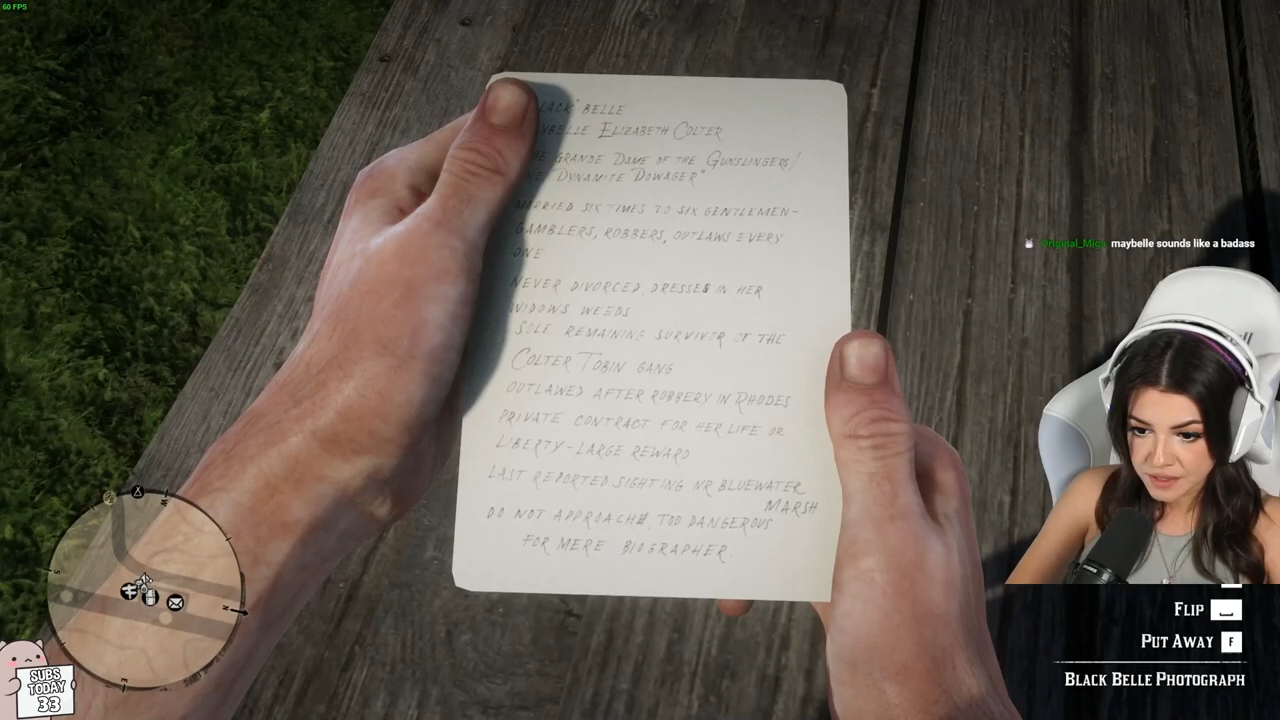 60 FPS
BELLE
ELIZABETH COLTER
GRANDE DAME OF THE GUNSLINGERS/
DYNAMITE DOWAGER"
MARRIED SIX TIMES TO SIX GENTLEMEN-
GAMBLERS, ROBBERS, OUTLAWS EVERY
ONE
NEVER DIVORCED, DRESSES IN HER
WIDOWS WEEDS
SOLE REMAINING SURVIVOR OF THE
COLTER TOBIN GANG
OUTLAWED AFTER ROBBERY IN RHODES
PRIVATE CONTRACT FOR HER LIFE OR
LIBERTY-LARGE REWARD
LAST REPORTED SIGHTING NR BLUEWATER
MARSH
DO NOT APPROACH, TOO DANGEROUS
FOR MERE BIOGRAPHER.
maybelle sounds like a badass
FLIP
PUT AWAY F
BLACK BELLE PHOTOGRAPH
SUBS
TODAY
33